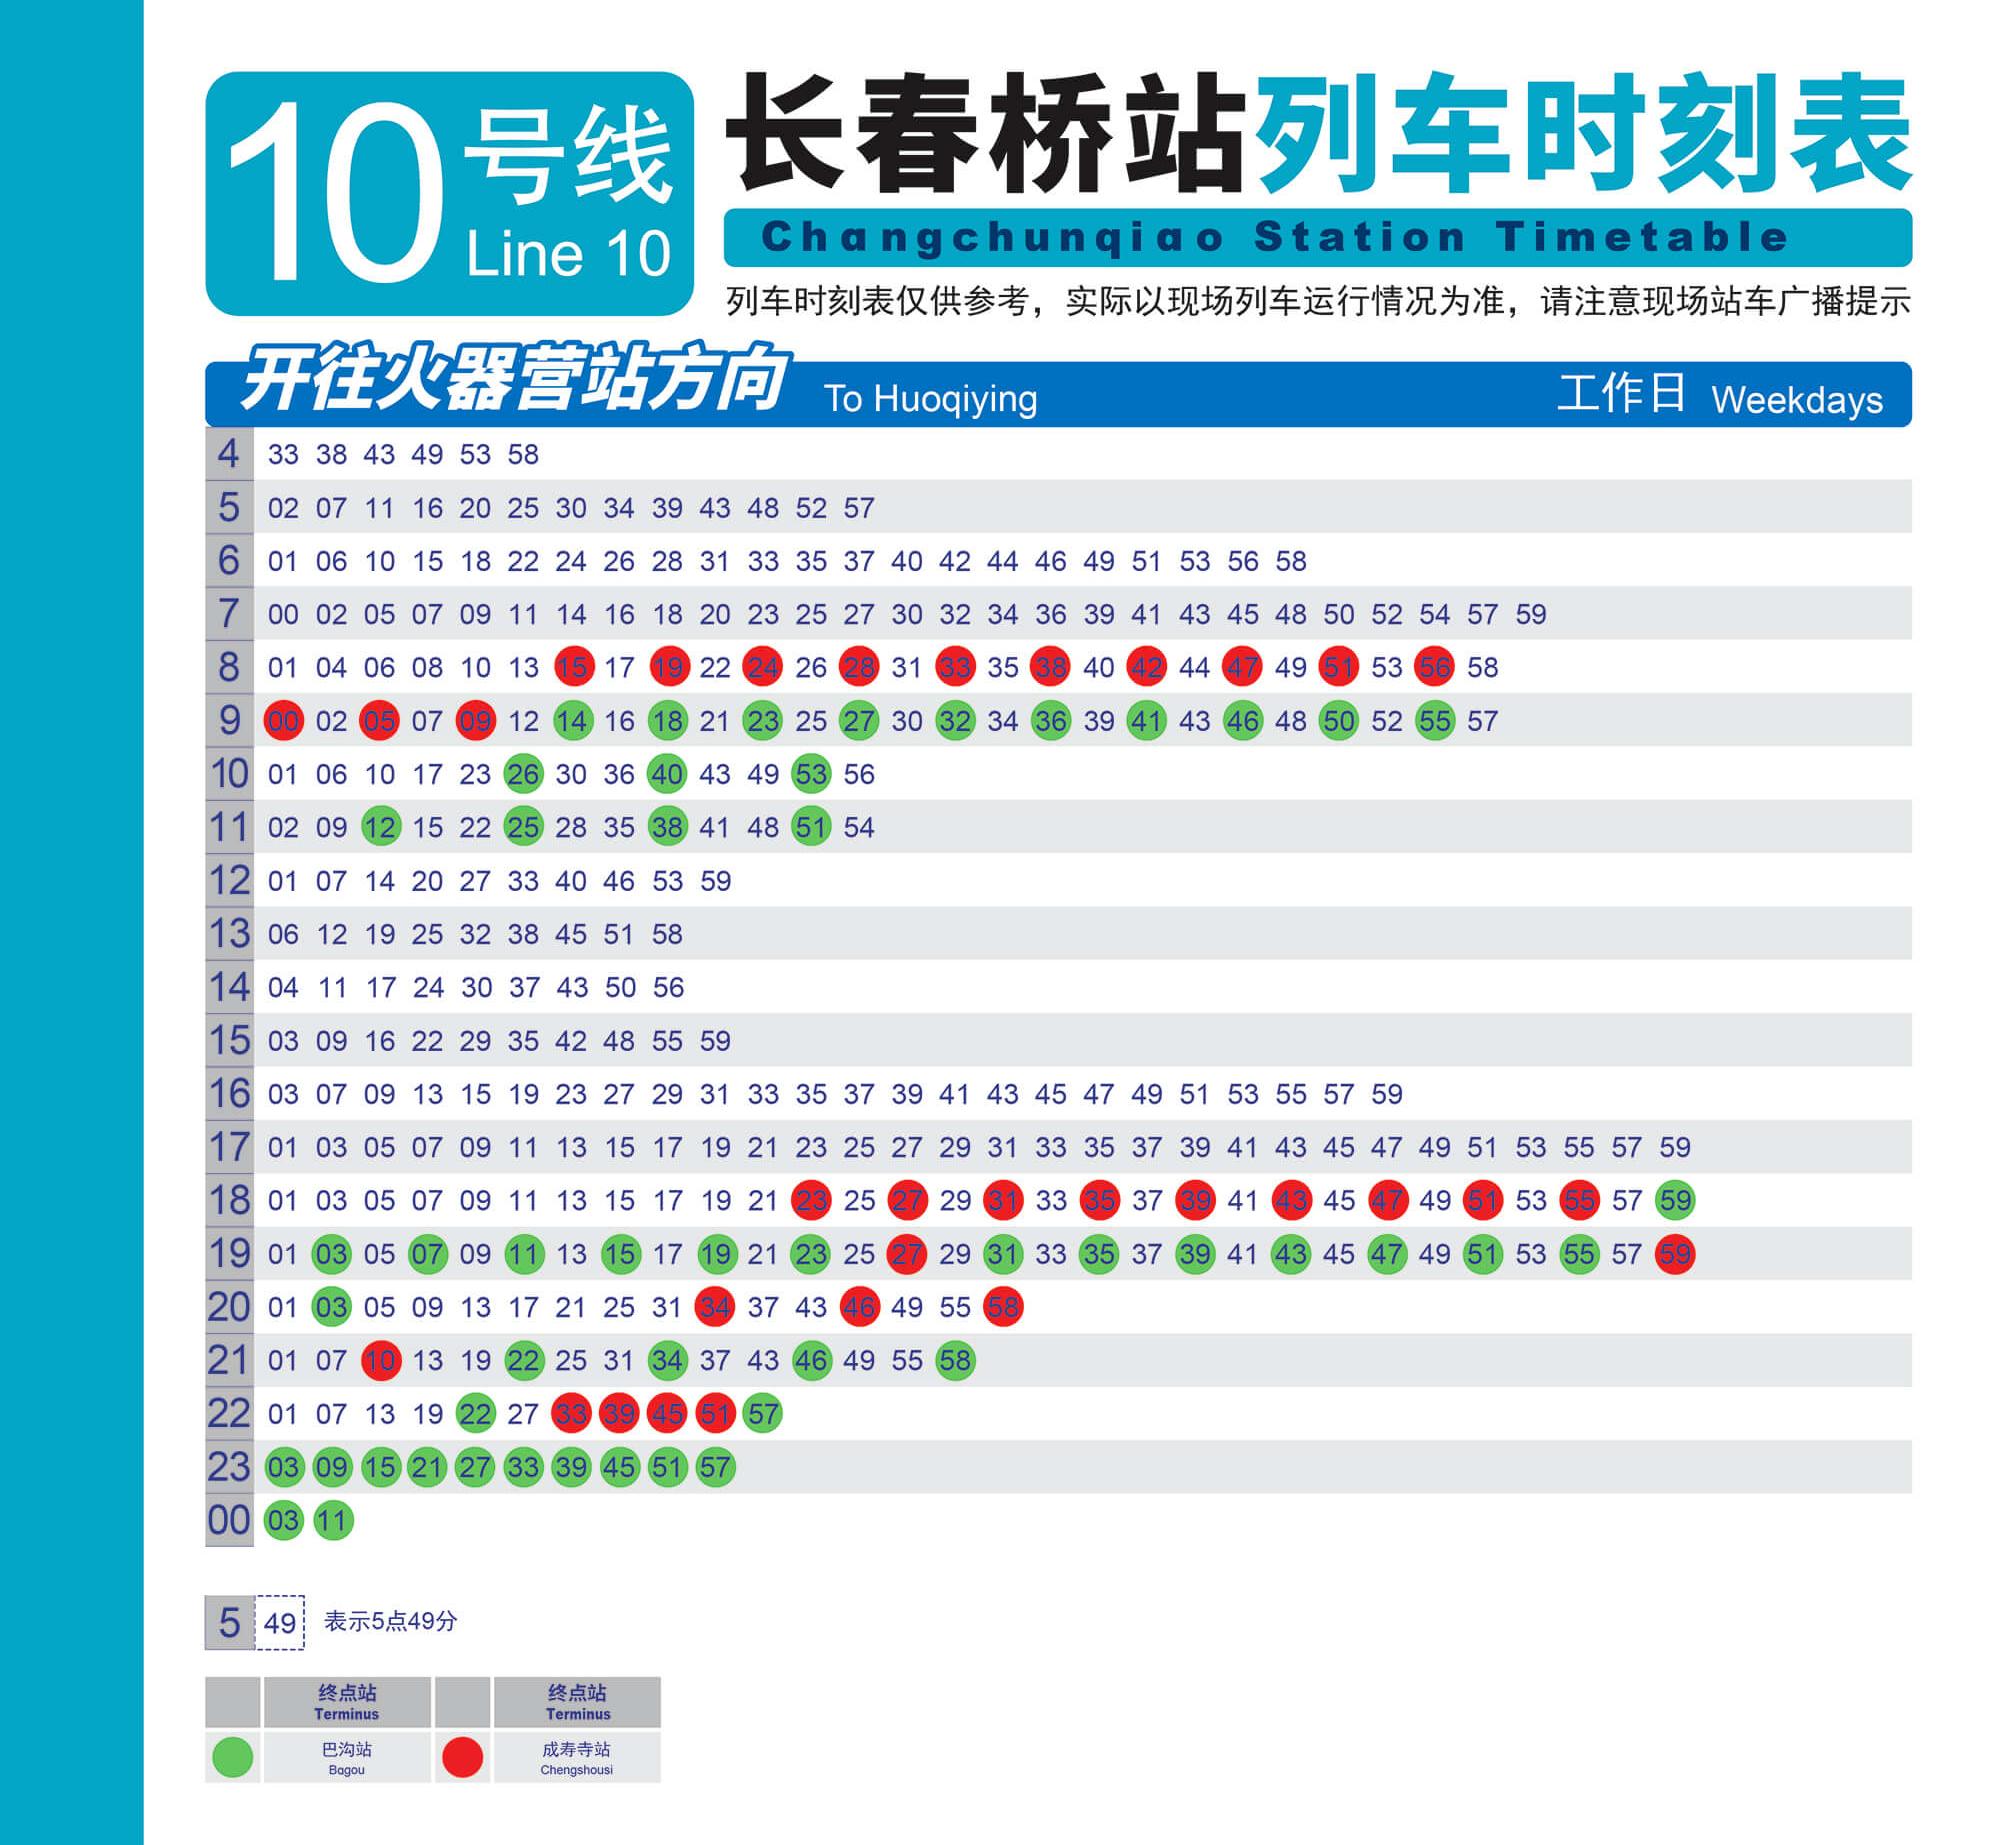 10号线
Line 10
长春桥站列车时刻表
Changchunqiao Station Timetable
列车时刻表仅供参考，实际以现场列车运行情况为准，请注意现场站车广播提示
开往火器营站方向 To Huoqiying 工作日 Weekdays
4 33 38 43 49 53 58
5 02 07 11 16 20 25 30 34 39 43 48 52 57
6 01 06 10 15 18 22 24 26 28 31 33 35 37 40 42 44 46 49 51 53 56 58
7 00 02 05 07 09 11 14 16 18 20 23 25 27 30 32 34 36 39 41 43 45 48 50 52 54 57 59
8 01 04 06 08 10 13 15 17 19 22 24 26 28 31 33 35 38 40 42 44 47 49 51 53 56 58
9 00 02 05 07 09 12 14 16 18 21 23 25 27 30 32 34 36 39 41 43 46 48 50 52 55 57
10 01 06 10 17 23 26 30 36 40 43 49 53 56
11 02 09 12 15 22 25 28 35 38 41 48 51 54
12 01 07 14 20 27 33 40 46 53 59
13 06 12 19 25 32 38 45 51 58
14 04 11 17 24 30 37 43 50 56
15 03 09 16 22 29 35 42 48 55 59
16 03 07 09 13 15 19 23 27 29 31 33 35 37 39 41 43 45 47 49 51 53 55 57 59
17 01 03 05 07 09 11 13 15 17 19 21 23 25 27 29 31 33 35 37 39 41 43 45 47 49 51 53 55 57 59
18 01 03 05 07 09 11 13 15 17 19 21 23 25 27 29 31 33 35 37 39 41 43 45 47 49 51 53 55 57 59
19 01 03 05 07 09 11 13 15 17 19 21 23 25 27 29 31 33 35 37 39 41 43 45 47 49 51 53 55 57 59
20 01 03 05 09 13 17 21 25 31 34 37 43 46 49 55 58
21 01 07 10 13 19 22 25 31 34 37 43 46 49 55 58
22 01 07 13 19 22 27 33 39 45 51 57
23 03 09 15 21 27 33 39 45 51 57
00 03 11
5 49 表示5点49分
终点站 终点站
Terminus Terminus
巴沟站 成寿寺站
Bagou Chengshousi